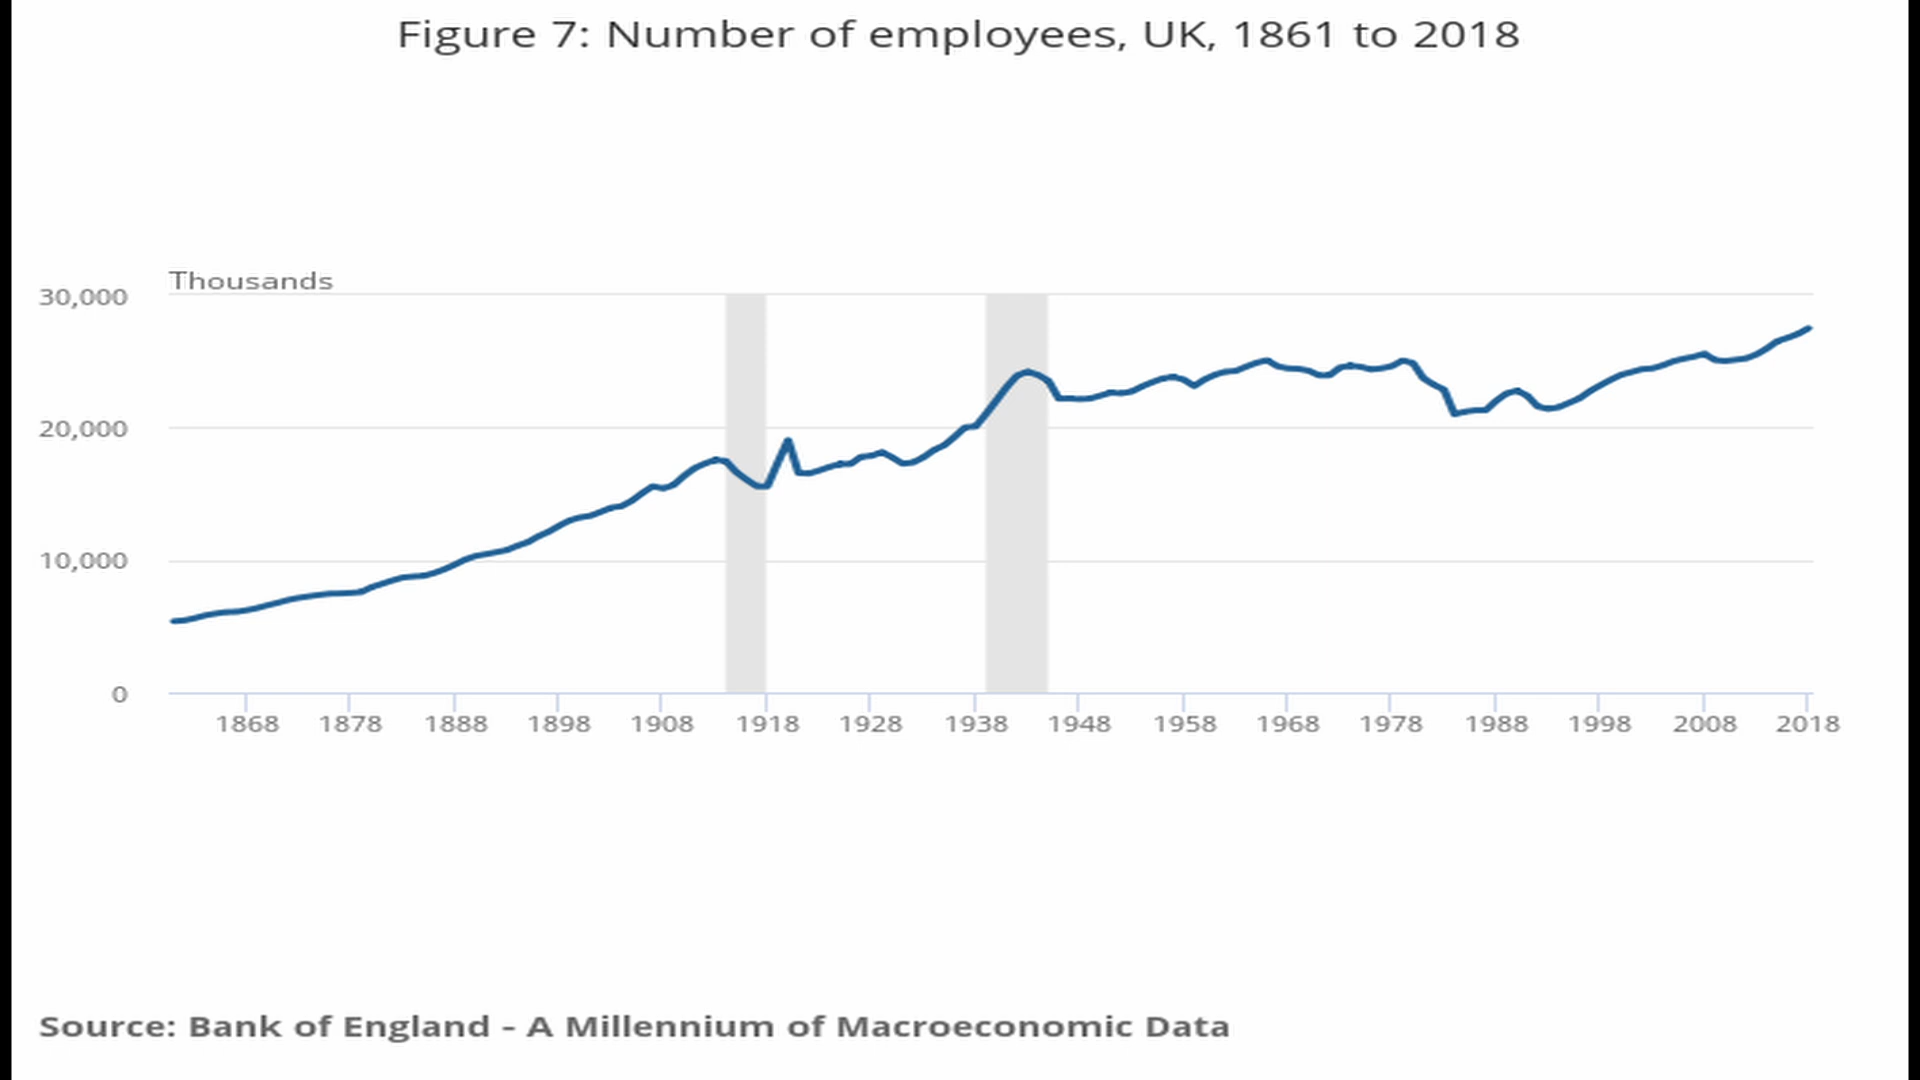 Figure 7: Number of employees, UK, 1861 to 2018
Thousands
30,000
20,000
10,000
0
1868 1878 1888 1898 1908 1918 1928 1938 1948 1958 1968 1978 1988 1998 2008 2018
Source: Bank of England - A Millennium of Macroeconomic Data